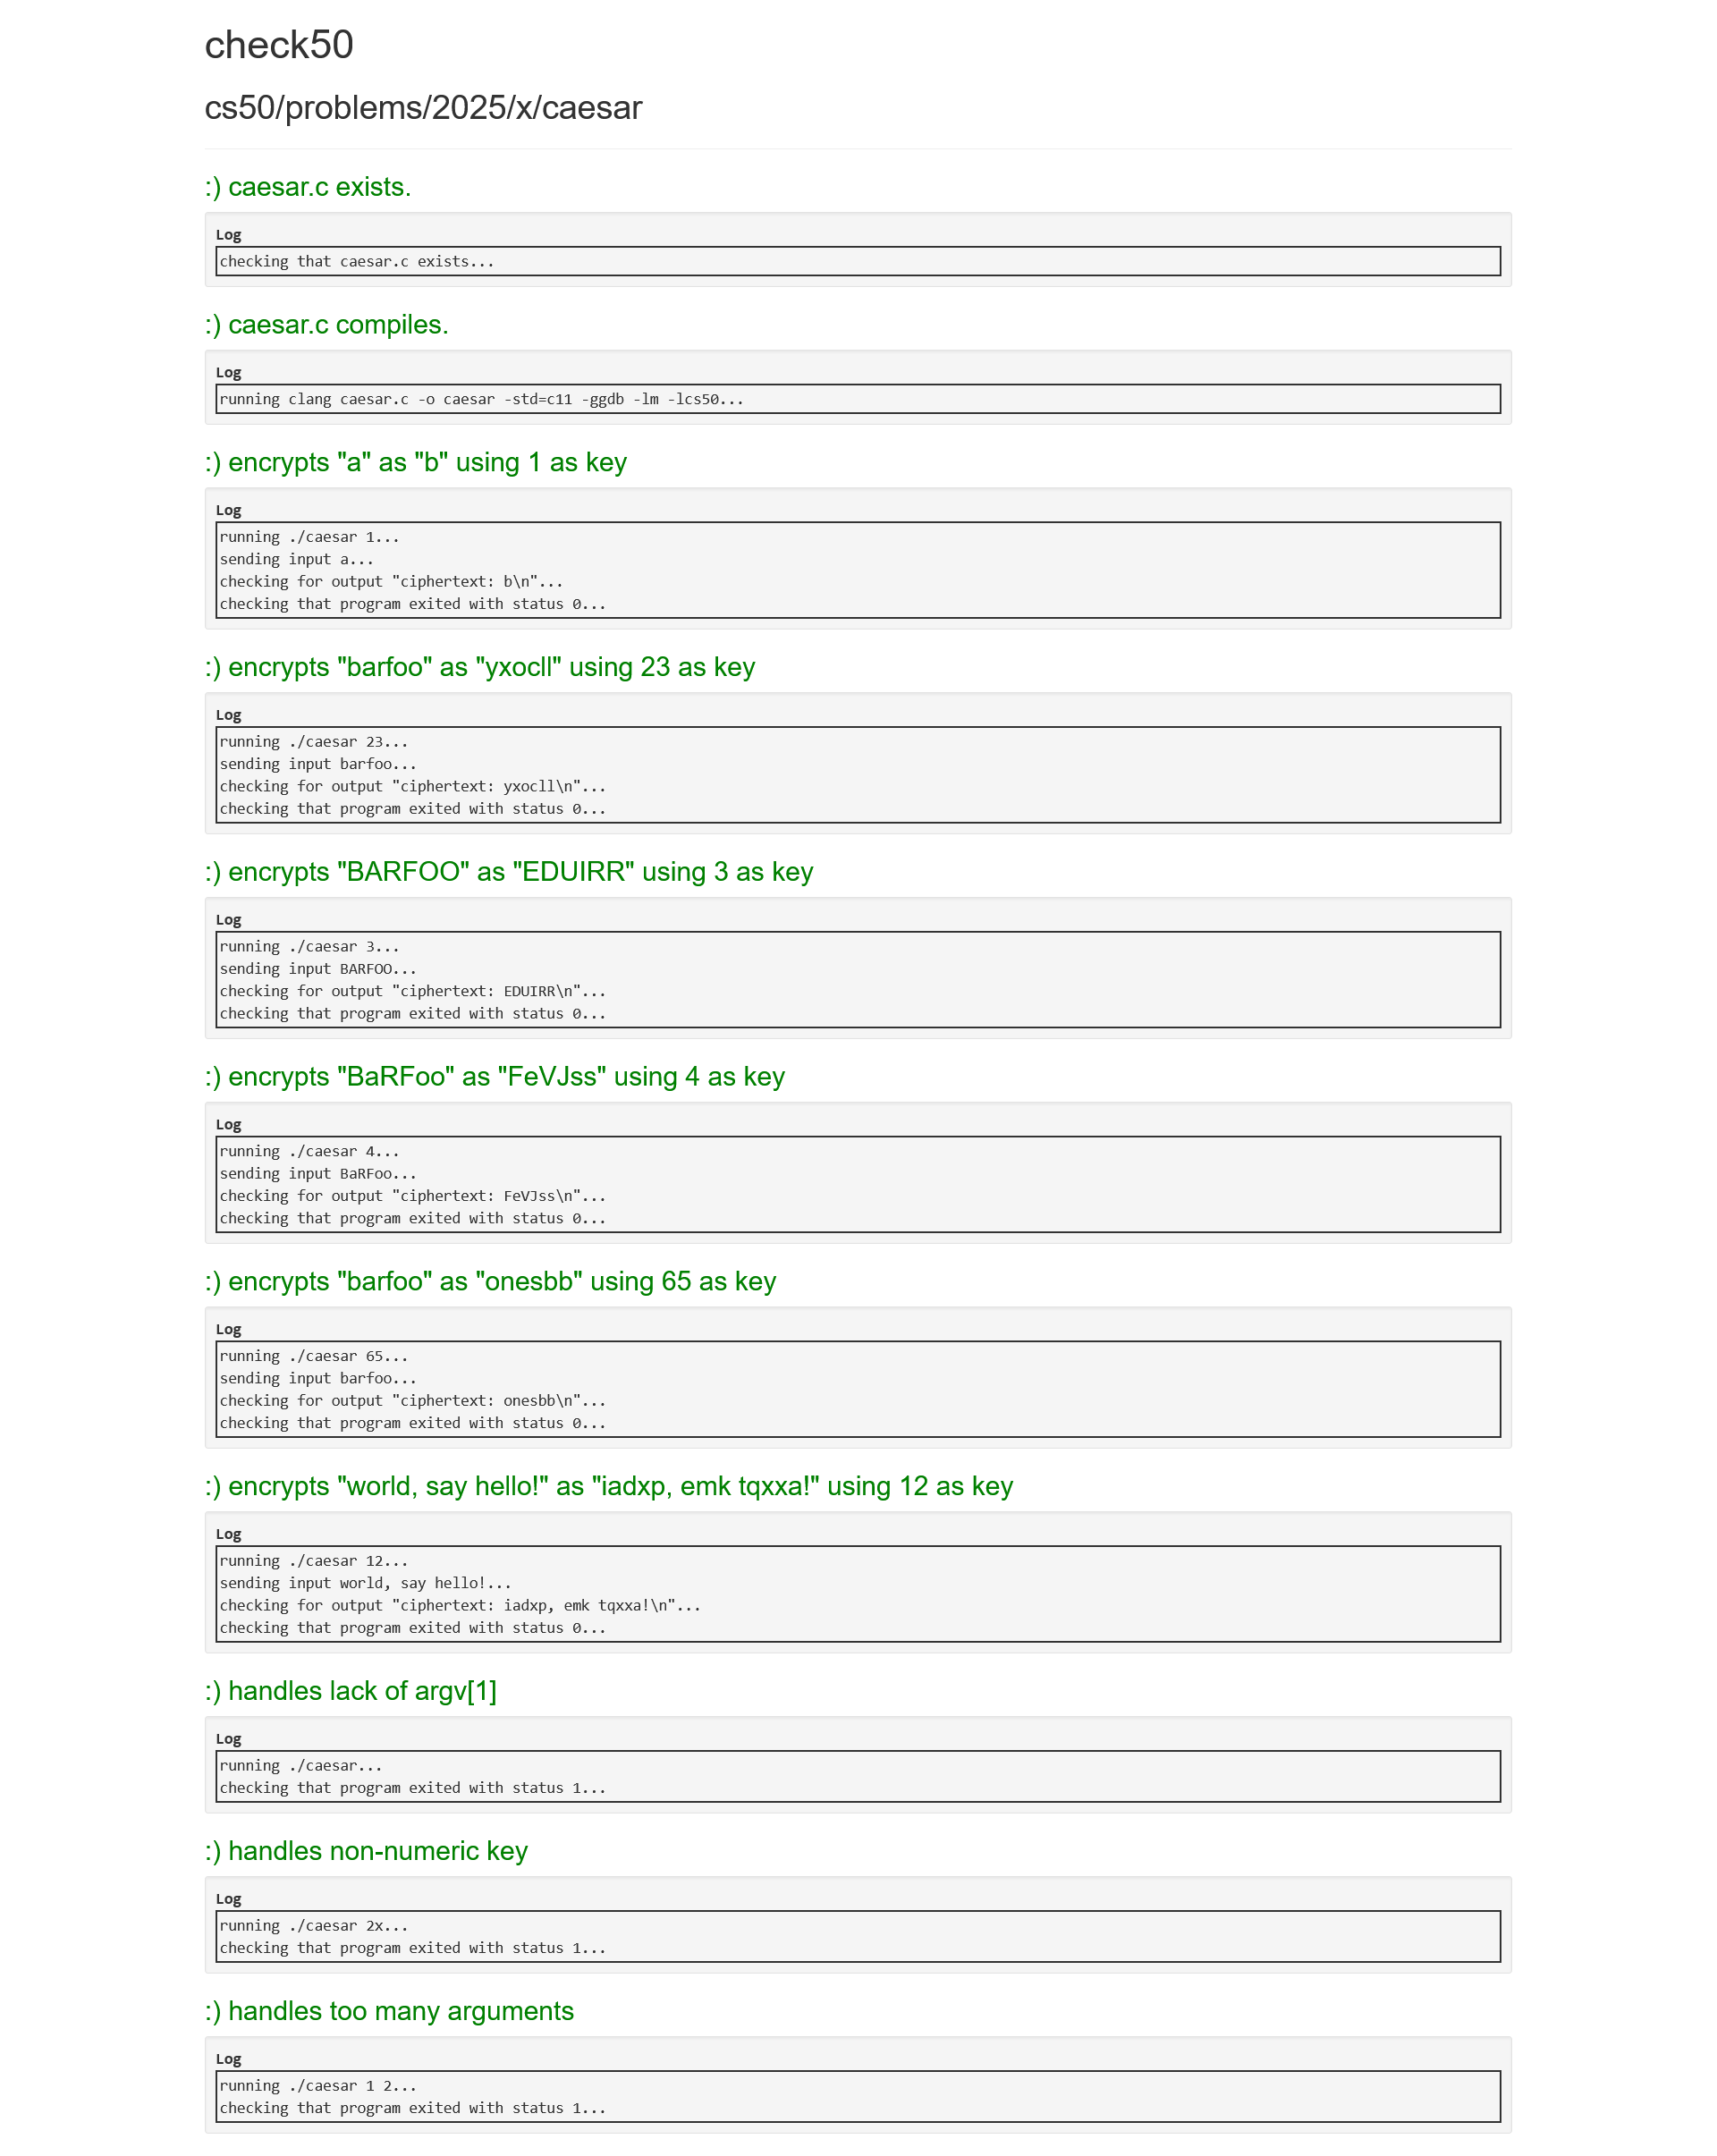 check50
cs50/problems/2025/x/caesar
:) caesar.c exists.
Log
checking that caesar.c exists...
:) caesar.c compiles.
Log
running clang caesar.c -o caesar -std=c11 -ggdb -lm -lcs50...
:) encrypts "a" as "b" using 1 as key
Log
running ./caesar 1...
sending input a...
checking for output "ciphertext: b\n"...
checking that program exited with status 0...
:) encrypts "barfoo" as "yxocll" using 23 as key
Log
running ./caesar 23...
sending input barfoo...
checking for output "ciphertext: yxocll\n"...
checking that program exited with status 0...
:) encrypts "BARFOO" as "EDUIRR" using 3 as key
Log
running ./caesar 3...
sending input BARFOO...
checking for output "ciphertext: EDUIRR\n"...
checking that program exited with status 0...
:) encrypts "BaRFoo" as "FeVJss" using 4 as key
Log
running ./caesar 4...
sending input BaRFoo...
checking for output "ciphertext: FeVJss\n"...
checking that program exited with status 0...
:) encrypts "barfoo" as "onesbb" using 65 as key
Log
running ./caesar 65...
sending input barfoo...
checking for output "ciphertext: onesbb\n"...
checking that program exited with status 0...
:) encrypts "world, say hello!" as "iadxp, emk tqxxa!" using 12 as key
Log
running ./caesar 12...
sending input world, say hello!...
checking for output "ciphertext: iadxp, emk tqxxa!\n"...
checking that program exited with status 0...
:) handles lack of argv[1]
Log
running ./caesar...
checking that program exited with status 1...
:) handles non-numeric key
Log
running ./caesar 2x...
checking that program exited with status 1...
:) handles too many arguments
Log
running ./caesar 1 2...
checking that program exited with status 1...